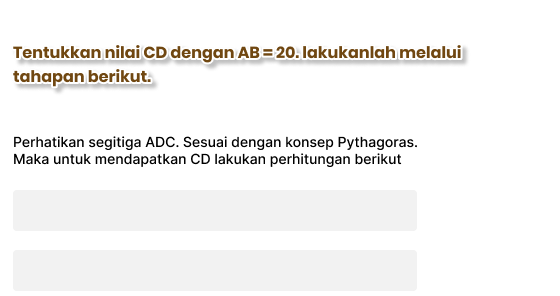 Tentukkan nilai CD dengan AB = 20. lakukanlah melalui
tahapan berikut.
Perhatikan segitiga ADC. Sesuai dengan konsep Pythagoras.
Maka untuk mendapatkan CD lakukan perhitungan berikut